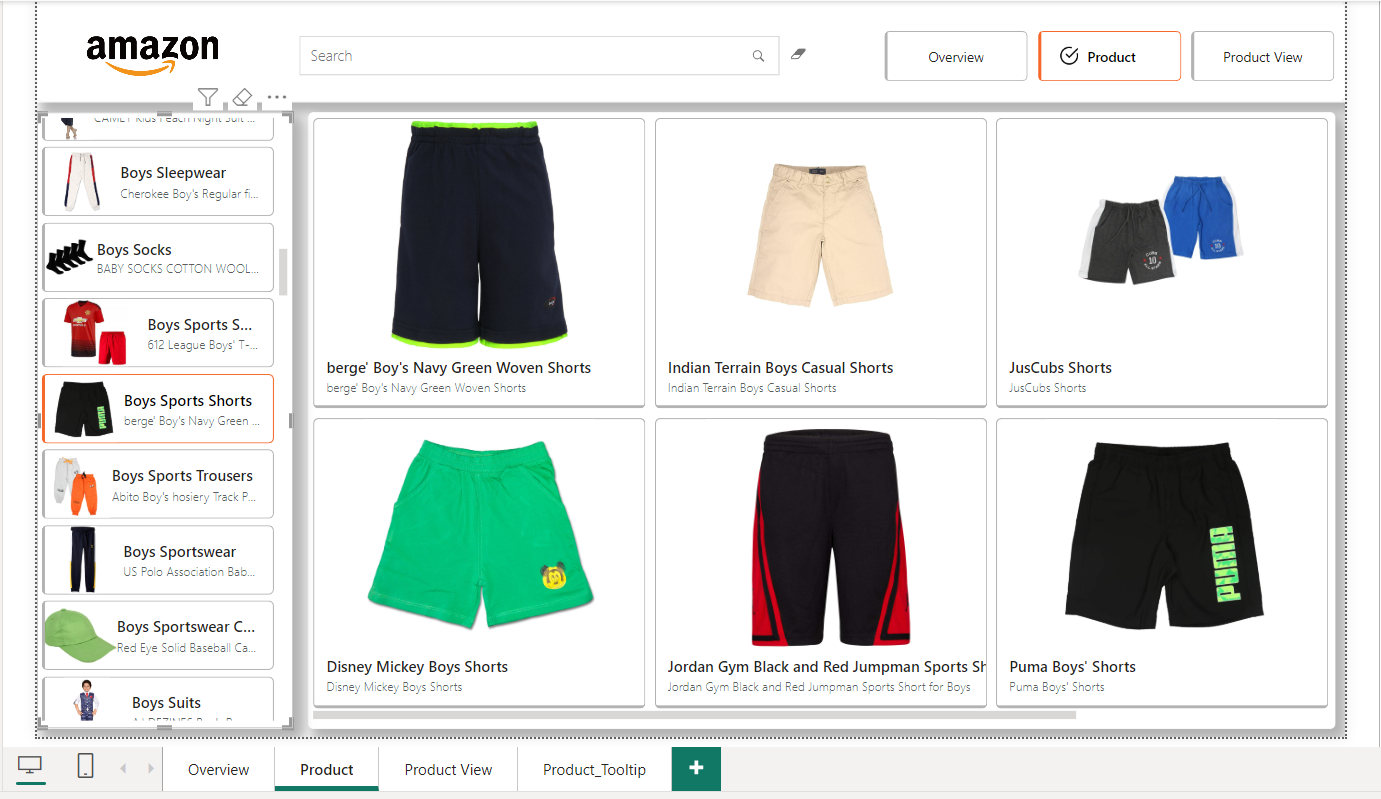 amazon
Search
Overview
Product
Product View
CAMEY Kids Peach Night Suit ...
Boys Sleepwear
Cherokee Boy's Regular fi...
Boys Socks
BABY SOCKS COTTON WOOL...
Boys Sports S...
612 League Boys' T-...
Boys Sports Shorts
berge' Boy's Navy Green ...
Boys Sports Trousers
Abito Boy's hosiery Track P...
Boys Sportswear
US Polo Association Bab...
Boys Sportswear C...
Red Eye Solid Baseball Ca...
Boys Suits
berge' Boy's Navy Green Woven Shorts
berge' Boy's Navy Green Woven Shorts
Indian Terrain Boys Casual Shorts
Indian Terrain Boys Casual Shorts
CUBS
10
CUBS
10
JusCubs Shorts
JusCubs Shorts
Disney Mickey Boys Shorts
Disney Mickey Boys Shorts
Jordan Gym Black and Red Jumpman Sports Sh
Jordan Gym Black and Red Jumpman Sports Short for Boys
PUMA
Puma Boys' Shorts
Puma Boys' Shorts
Overview
Product
Product View
Product_Tooltip